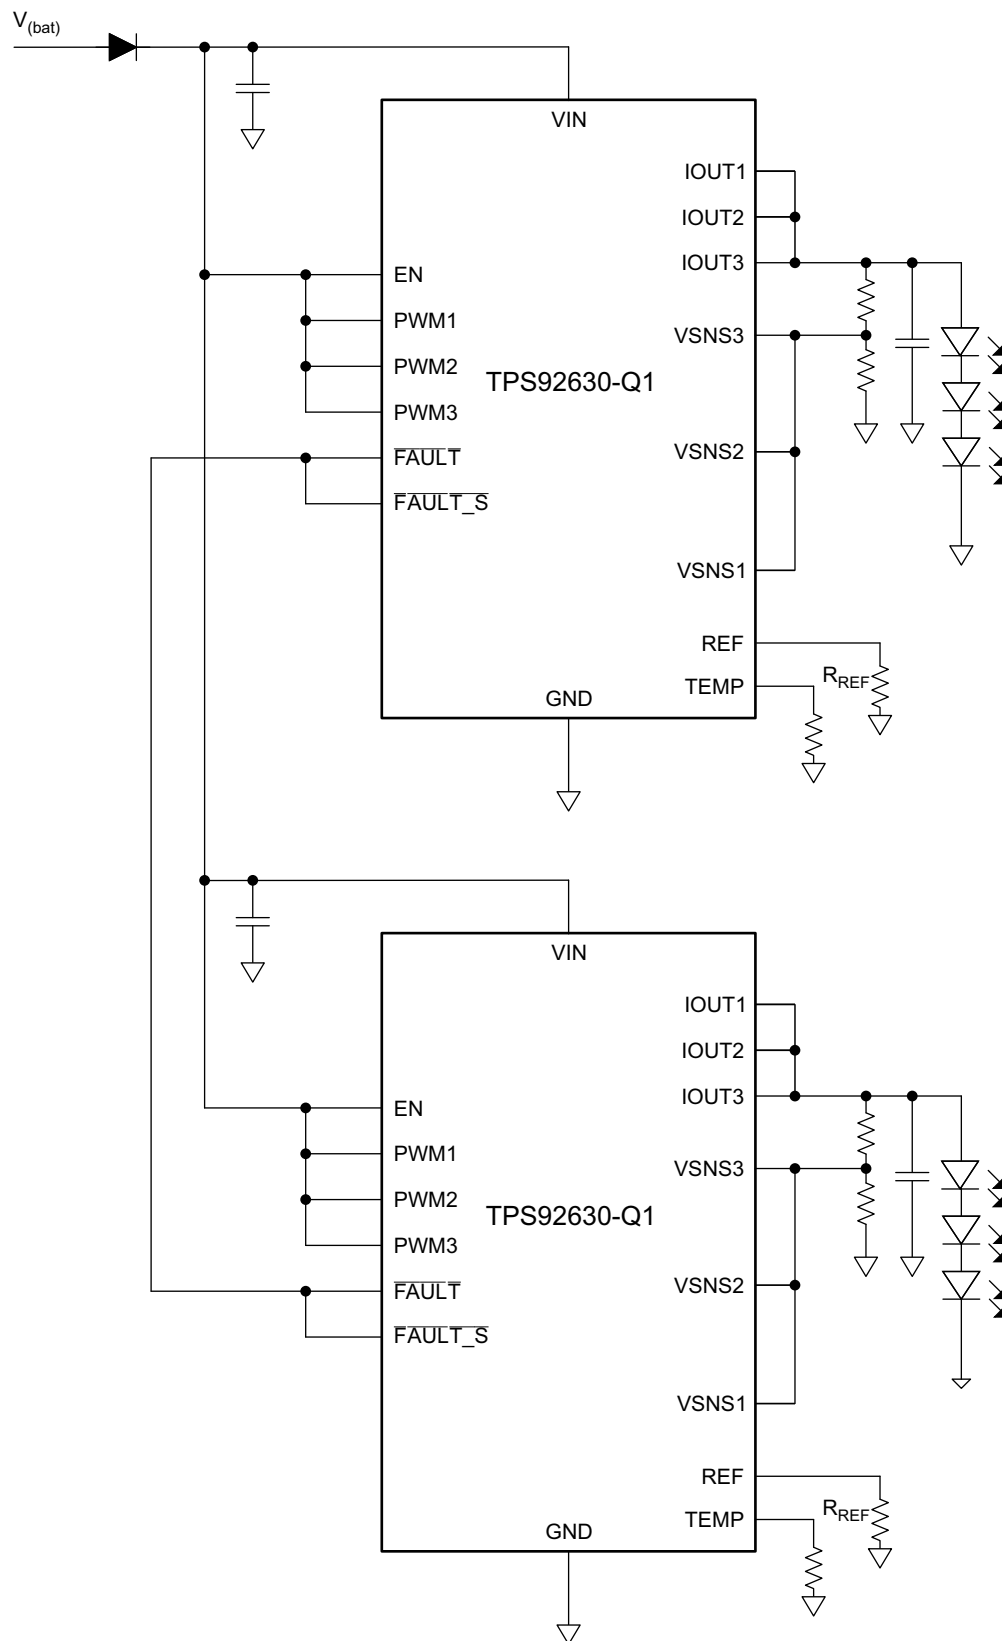 V(bat)
VIN
IOUT1
IOUT2
IOUT3
EN
PWM1
VSNS3
PWM2
TPS92630-Q1
PWM3
VSNS2
FAULT
FAULT_S
VSNS1
REF
RREF
TEMP
GND
VIN
IOUT1
IOUT2
IOUT3
EN
PWM1
VSNS3
PWM2
TPS92630-Q1
PWM3
VSNS2
FAULT
FAULT_S
VSNS1
REF
RREF
TEMP
GND